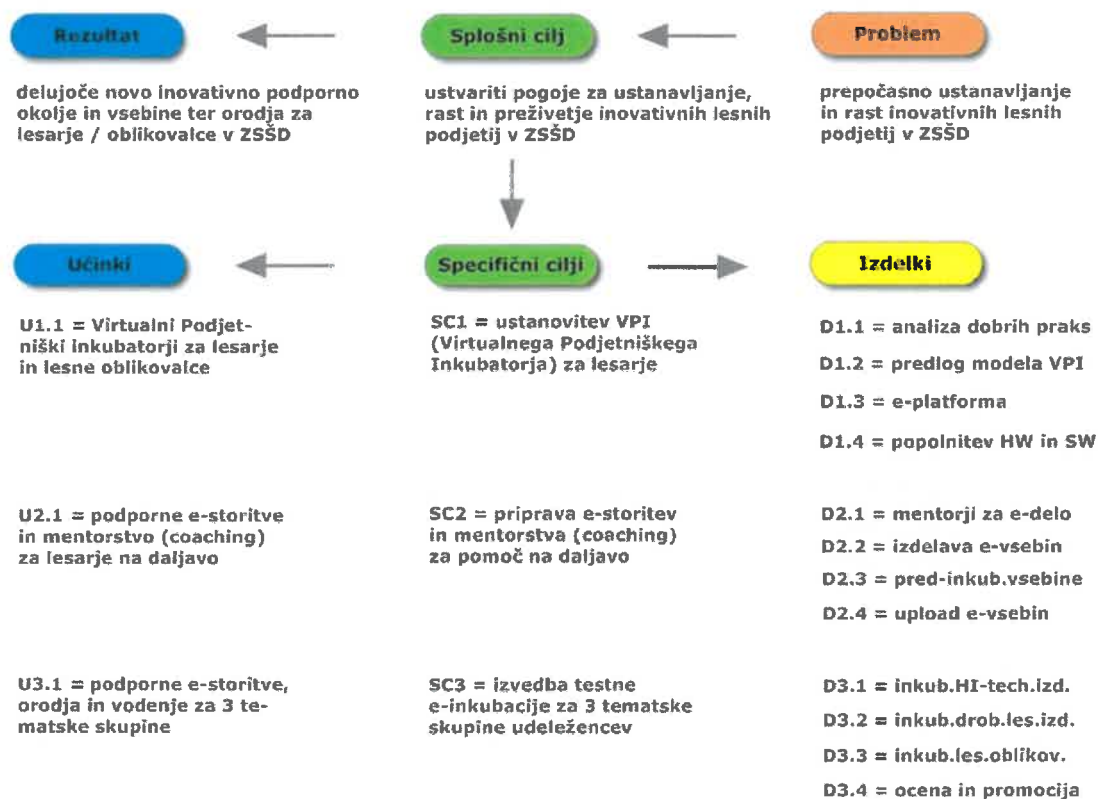 Rezultat
Splošni cilj
Problem
delujoče novo inovativno podporno
okolje in vsebine ter orodja za
lesarje / oblikovalce v ZSŠD
ustvariti pogoje za ustanavljanje,
rast in preživetje inovativnih lesnih
podjetij v ZSŠD
prepočasno ustanavljanje
in rast inovativnih lesnih
podjetij v ZSŠD
Učinki
Specifični cilji
Izdelki
U1.1 = Virtualni Podjet-
niški inkubatorji za lesarje
in lesne oblikovalce
SC1 = ustanovitev VPI
(Virtualnega Podjetniškega
Inkubatorja) za lesarje
D1.1 = analiza dobrih praks
D1.2 = predlog modela VPI
D1.3 = e-platforma
D1.4 = popolnitev HW in SW
U2.1 = podporne e-storitve
in mentorstvo (coaching)
za lesarje na daljavo
SC2 = priprava e-storitev
in mentorstva (coaching)
za pomoč na daljavo
D2.1 = mentorji za e-delo
D2.2 = izdelava e-vsebin
D2.3 = pred-inkub.vsebine
D2.4 = upload e-vsebin
U3.1 = podporne e-storitve,
orodja in vodenje za 3 te-
matske skupine
SC3 = izvedba testne
e-inkubacije za 3 tematske
skupine udeležencev
D3.1 = inkub.HI-tech.izd.
D3.2 = inkub.drob.les.izd.
D3.3 = inkub.les.oblikov.
D3.4 = ocena in promocija